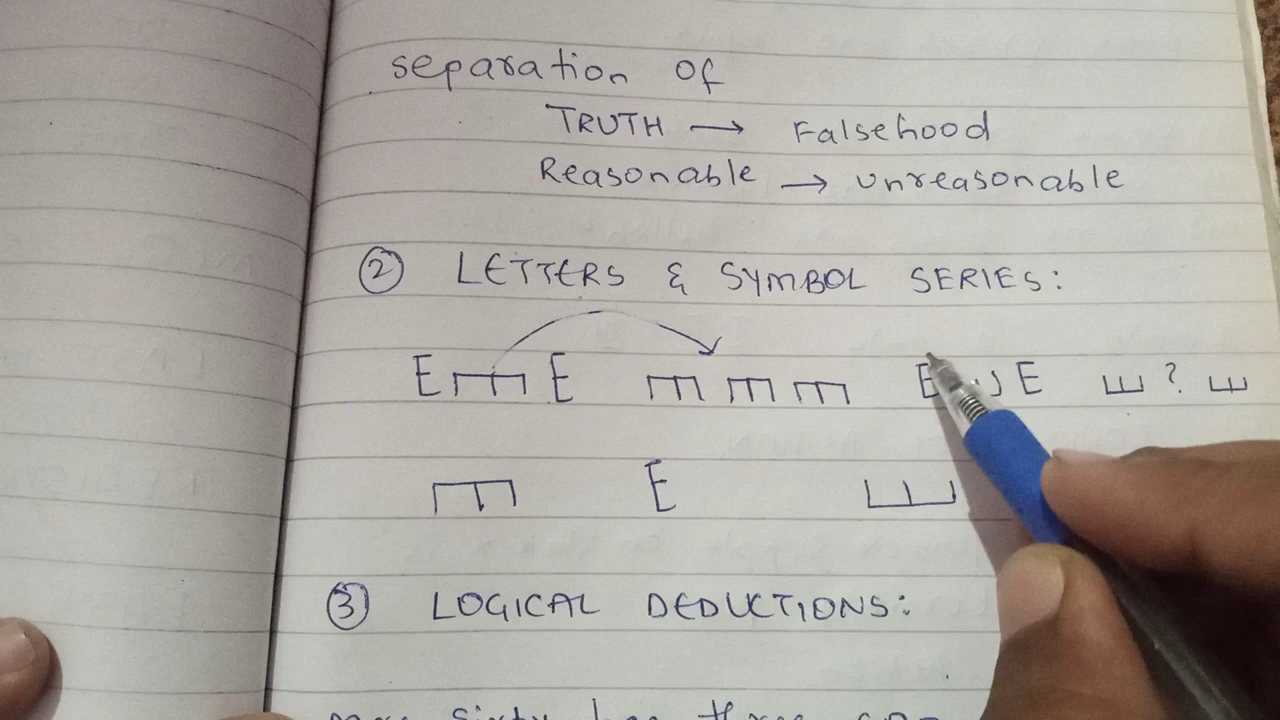 separation of
TRUTH → Falsehood
Reasonable → unreasonable
② LETTERS & SYMBOL SERIES:
E E E E ?
E
③ LOGICAL DEDUCTIONS: